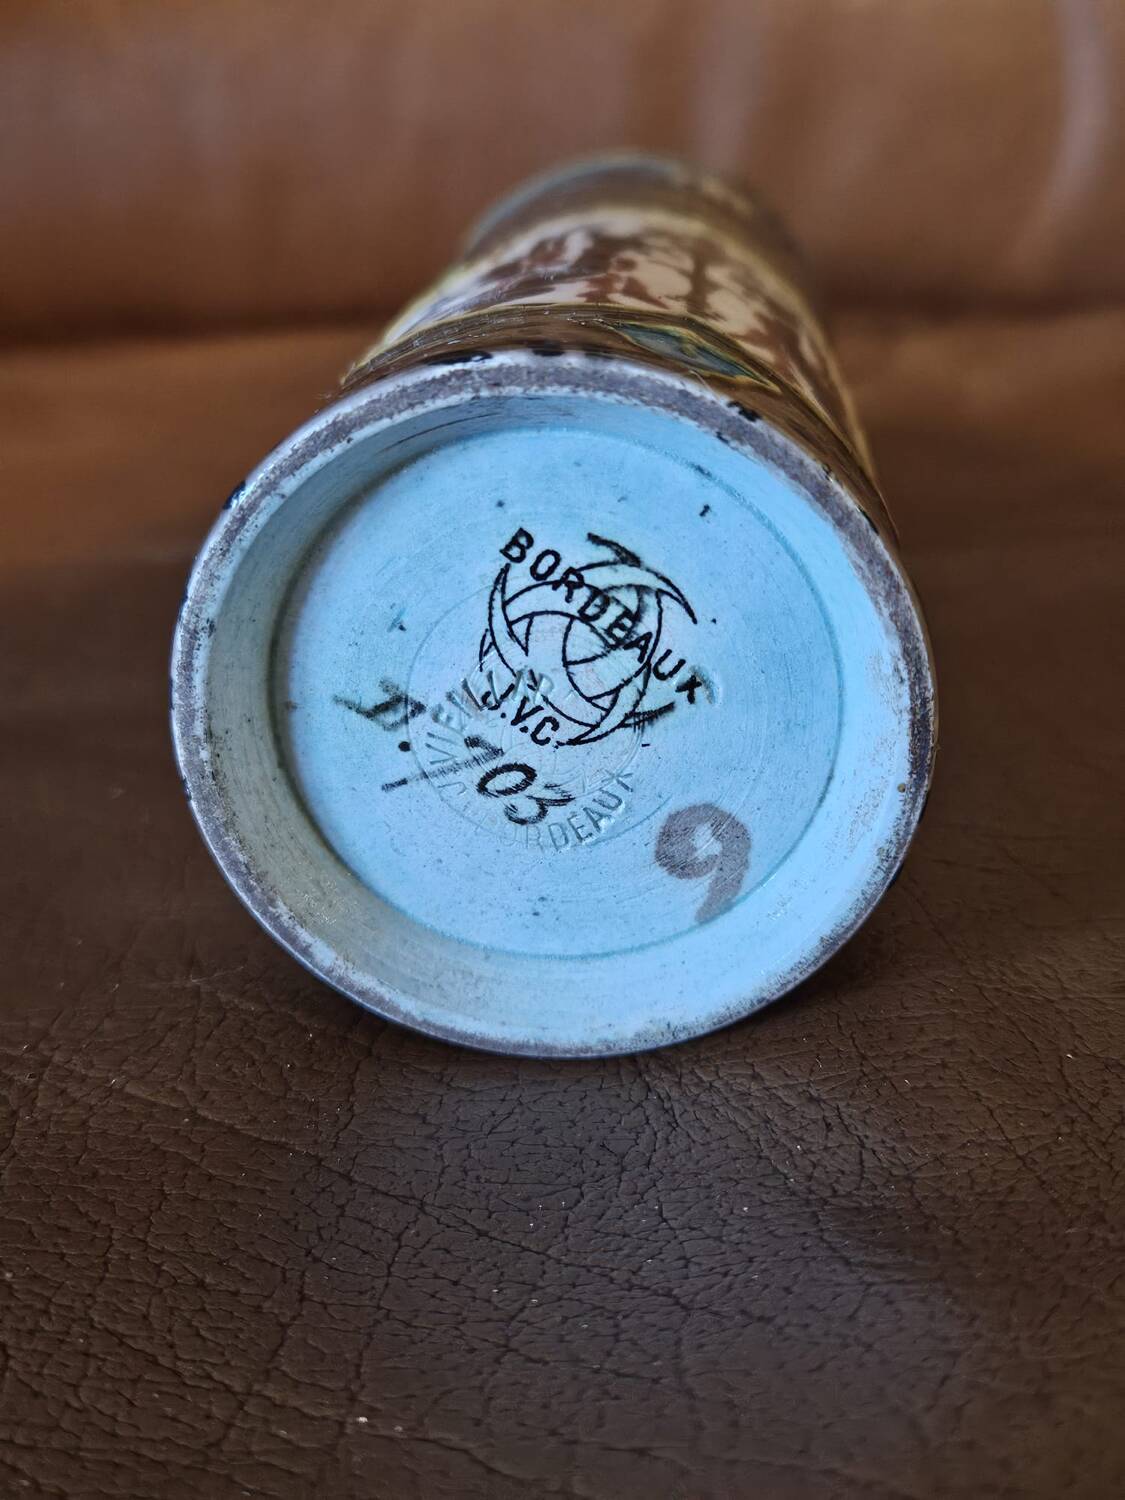 BORDEAUX
J.V.C.
103
9
VIEILLARD
BORDEAUX